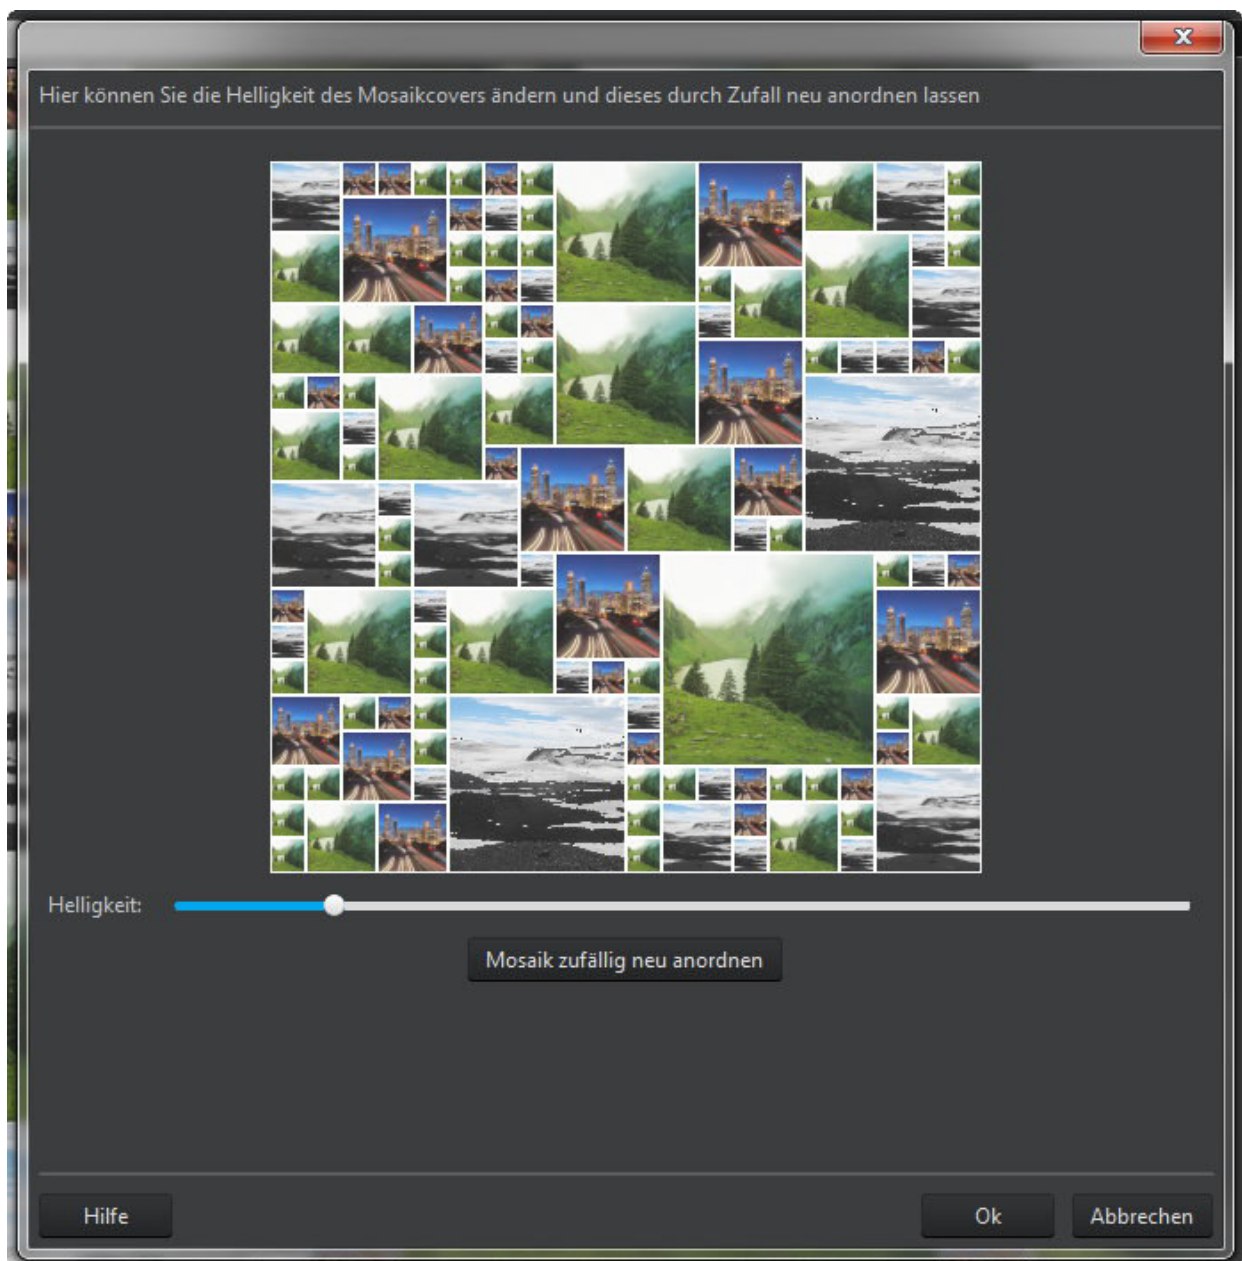 Hier können Sie die Helligkeit des Mosaikcovers ändern und dieses durch Zufall neu anordnen lassen
Helligkeit:
Mosaik zufällig neu anordnen
Hilfe
Ok
Abbrechen